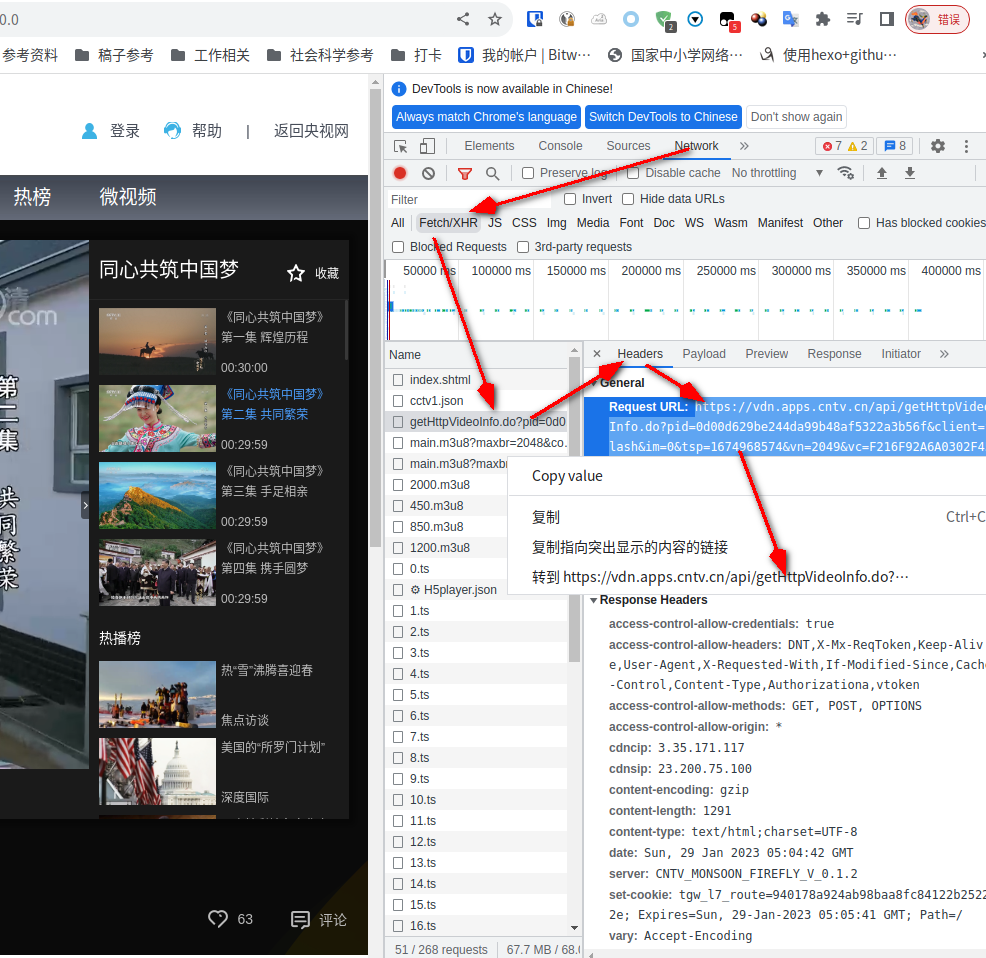 0.0
错误
参考资料 稿子参考 工作相关 社会科学参考 打卡 我的帐户 | Bitw… 国家中小学网络… 使用hexo+githu…
登录 帮助 | 返回央视网
热榜 微视频
同心共筑中国梦 收藏
《同心共筑中国梦》
第一集 辉煌历程
00:30:00
《同心共筑中国梦》
第二集 共同繁荣
00:29:59
《同心共筑中国梦》
第三集 手足相亲
00:29:59
《同心共筑中国梦》
第四集 携手圆梦
00:29:59
热播榜
热“雪”沸腾喜迎春
焦点访谈
美国的“所罗门计划”
深度国际
com
第二集
共同繁荣
63 评论
DevTools is now available in Chinese!
Always match Chrome's language Switch DevTools to Chinese Don't show again
Elements Console Sources Network 7 2 8
Preserve log Disable cache No throttling
Filter Invert Hide data URLs
All Fetch/XHR JS CSS Img Media Font Doc WS Wasm Manifest Other Has blocked cookies
Blocked Requests 3rd-party requests
50000 ms 100000 ms 150000 ms 200000 ms 250000 ms 300000 ms 350000 ms 400000 ms
Name
index.shtml
cctv1.json
getHttpVideoInfo.do?pid=0d0
main.m3u8?maxbr=2048&co…
main.m3u8?maxbr
2000.m3u8
450.m3u8
850.m3u8
1200.m3u8
0.ts
H5player.json
1.ts
2.ts
3.ts
4.ts
5.ts
6.ts
7.ts
8.ts
9.ts
10.ts
11.ts
12.ts
13.ts
14.ts
15.ts
16.ts
51 / 268 requests 67.7 MB / 68.
Headers Payload Preview Response Initiator
General
Request URL: https://vdn.apps.cntv.cn/api/getHttpVideo
Info.do?pid=0d00d629be244da99b48af5322a3b56f&client=
lash&im=0&tsp=1674968574&vn=2049&vc=F216F92A6A0302F4
Copy value
复制 Ctrl+C
复制指向突出显示的内容的链接
转到 https://vdn.apps.cntv.cn/api/getHttpVideoInfo.do?…
Response Headers
access-control-allow-credentials: true
access-control-allow-headers: DNT,X-Mx-ReqToken,Keep-Aliv
e,User-Agent,X-Requested-With,If-Modified-Since,Cache
-Control,Content-Type,Authorizationa,vtoken
access-control-allow-methods: GET, POST, OPTIONS
access-control-allow-origin: *
cdncip: 3.35.171.117
cdnsip: 23.200.75.100
content-encoding: gzip
content-length: 1291
content-type: text/html;charset=UTF-8
date: Sun, 29 Jan 2023 05:04:42 GMT
server: CNTV_MONSOON_FIREFLY_V_0.1.2
set-cookie: tgw_l7_route=940178a924ab98baa8fc84122b2522
2e; Expires=Sun, 29-Jan-2023 05:05:41 GMT; Path=/
vary: Accept-Encoding